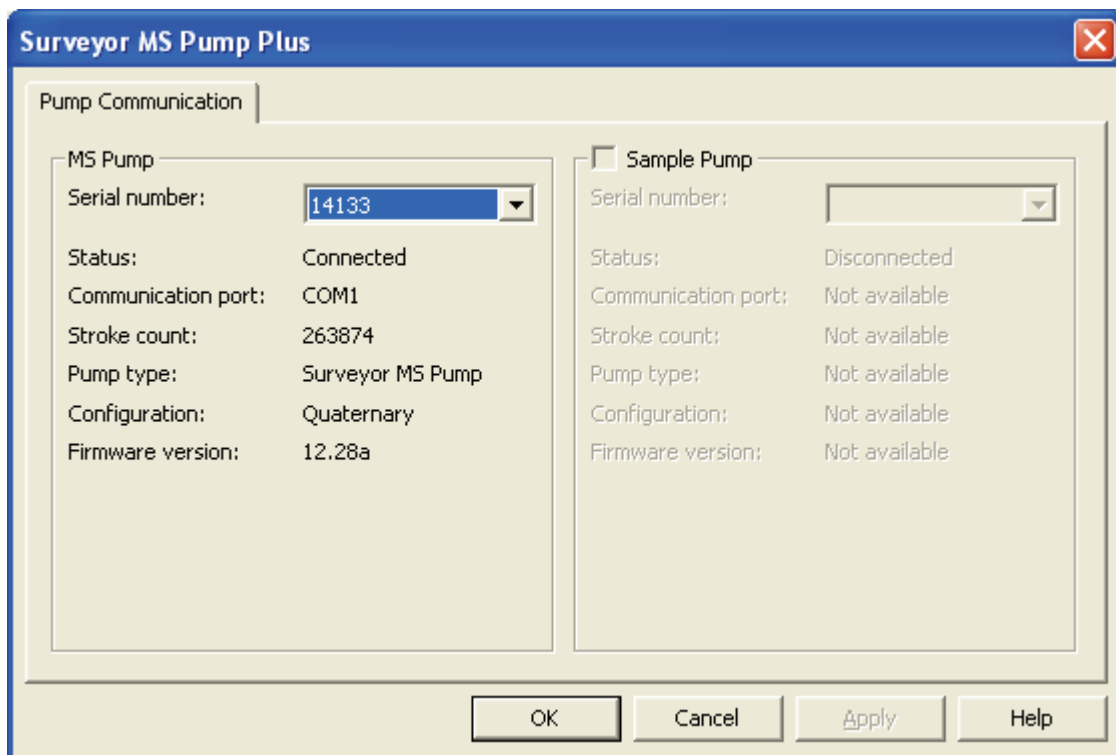 Surveyor MS Pump Plus
Pump Communication
MS Pump
Serial number: 14133
Status: Connected
Communication port: COM1
Stroke count: 263874
Pump type: Surveyor MS Pump
Configuration: Quaternary
Firmware version: 12.28a
Sample Pump
Serial number:
Status: Disconnected
Communication port: Not available
Stroke count: Not available
Pump type: Not available
Configuration: Not available
Firmware version: Not available
OK Cancel Apply Help